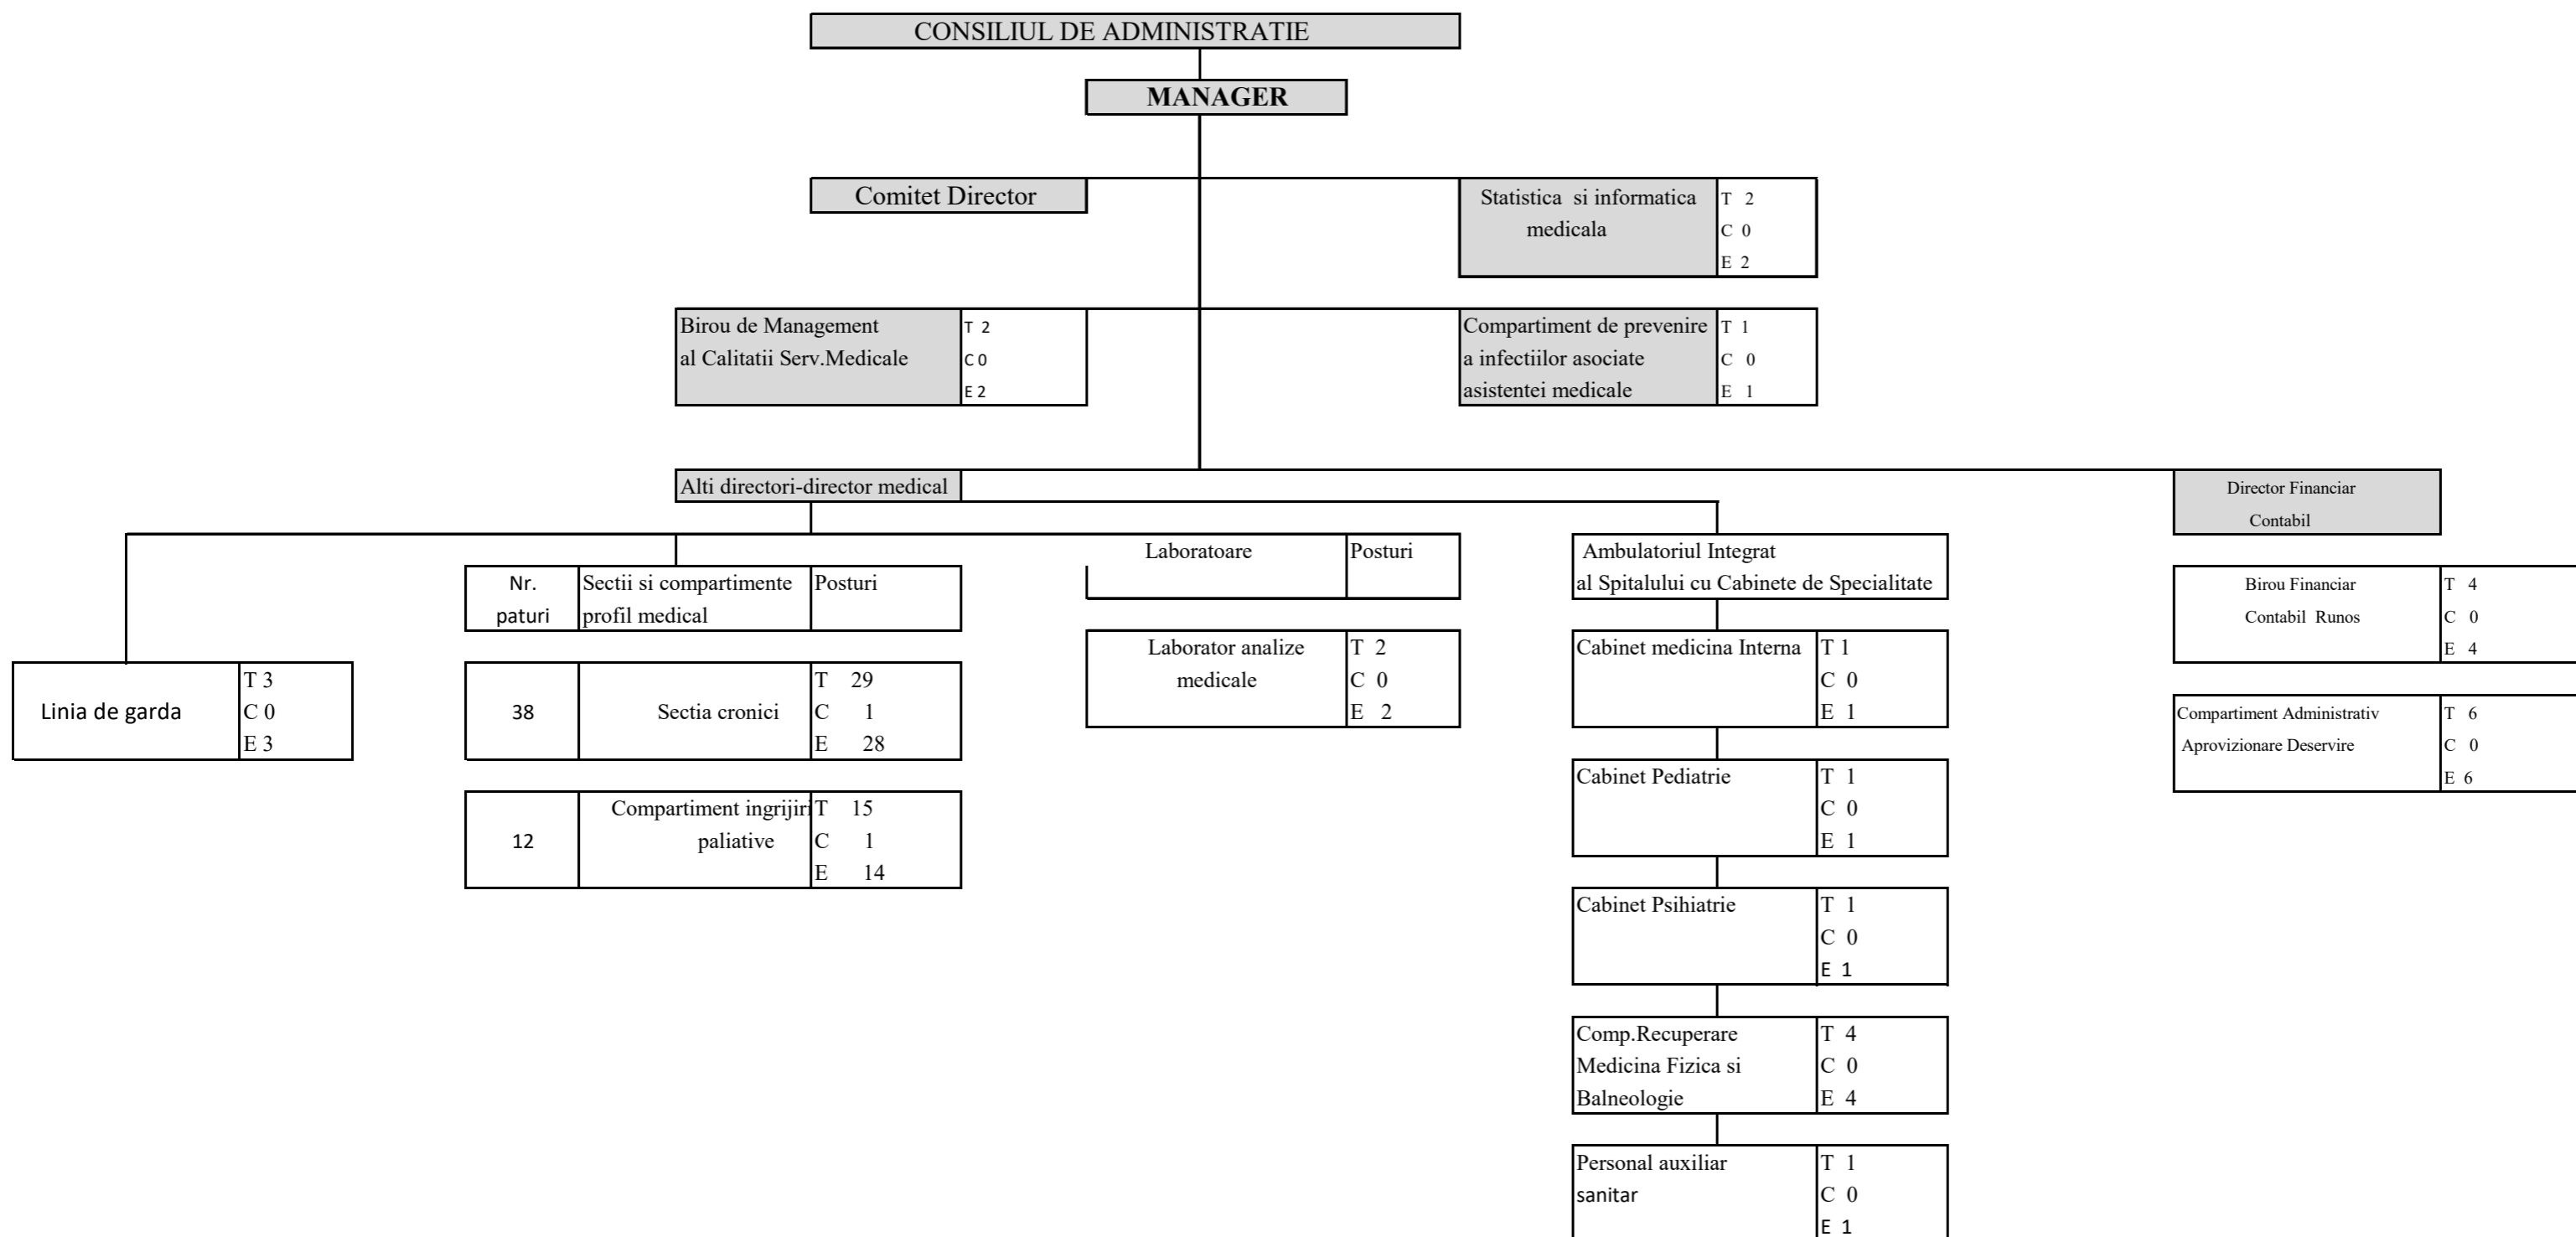 CONSILIUL DE ADMINISTRATIE
MANAGER
Comitet Director
Statistica si informatica
medicala
T 2
C 0
E 2
Birou de Management
al Calitatii Serv.Medicale
T 2
C 0
E 2
Compartiment de prevenire
a infectiilor asociate
asistentei medicale
T 1
C 0
E 1
Alti directori-director medical
Director Financiar
Contabil
Linia de garda
T 3
C 0
E 3
Nr.
paturi
Sectii si compartimente
profil medical
Posturi
38
Sectia cronici
T 29
C 1
E 28
12
Compartiment ingrijiri
paliative
T 15
C 1
E 14
Laboratoare
Posturi
Laborator analize
medicale
T 2
C 0
E 2
Ambulatoriul Integrat
al Spitalului cu Cabinete de Specialitate
Cabinet medicina Interna
T 1
C 0
E 1
Cabinet Pediatrie
T 1
C 0
E 1
Cabinet Psihiatrie
T 1
C 0
E 1
Comp.Recuperare
Medicina Fizica si
Balneologie
T 4
C 0
E 4
Personal auxiliar
sanitar
T 1
C 0
E 1
Birou Financiar
Contabil Runos
T 4
C 0
E 4
Compartiment Administrativ
Aprovizionare Deservire
T 6
C 0
E 6